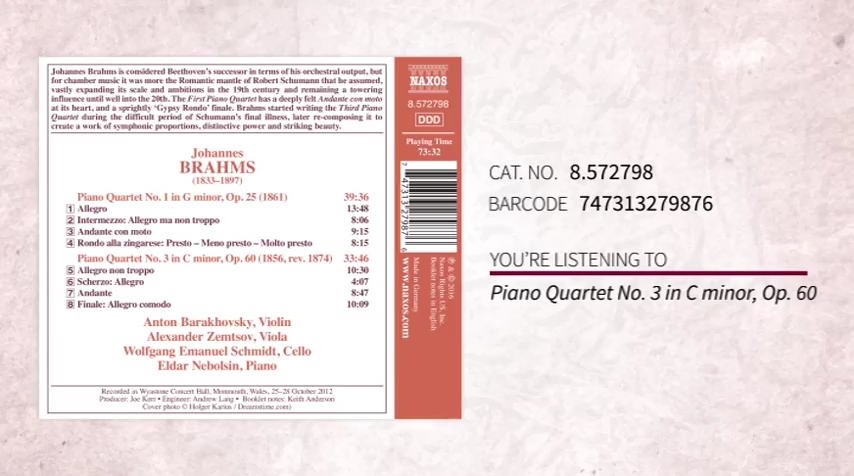 Johannes Brahms is considered Beethoven's successor in terms of his orchestral output, but
for chamber music it was more the Romantic mantle of Robert Schumann that he assumed,
vastly expanding its scale and ambitions in the 19th century and remaining a towering
influence until well into the 20th. The First Piano Quartet has a deeply felt Andante con moto
at its heart, and a sprightly 'Gypsy Rondo' finale. Brahms started writing the Third Piano
Quartet during the difficult period of Schumann's final illness, later re-composing it to
create a work of symphonic proportions, distinctive power and striking beauty.
Johannes
BRAHMS
(1833–1897)
Piano Quartet No. 1 in G minor, Op. 25 (1861) 39:36
1 Allegro 13:48
2 Intermezzo: Allegro ma non troppo 8:06
3 Andante con moto 9:15
4 Rondo alla zingarese: Presto – Meno presto – Molto presto 8:15
Piano Quartet No. 3 in C minor, Op. 60 (1856, rev. 1874) 33:46
5 Allegro non troppo 10:30
6 Scherzo: Allegro 4:07
7 Andante 8:47
8 Finale: Allegro comodo 10:09
Anton Barakhovsky, Violin
Alexander Zemtsov, Viola
Wolfgang Emanuel Schmidt, Cello
Eldar Nebolsin, Piano
Recorded in Wyastone Concert Hall, Monmouth, Wales, 25–28 October 2012
Producer: Joe Kerr • Engineer: Andrew Lang • Booklet notes: Keith Anderson
Cover photo © Holger Karius / Dreamstime.com)
NAXOS
8.572798
DDD
Playing Time
73:32
7 47313 27987 6
℗ & © 2016
Naxos Rights US, Inc.
Booklet notes in English
Made in Germany
www.naxos.com
CAT. NO. 8.572798
BARCODE 747313279876
YOU'RE LISTENING TO
Piano Quartet No. 3 in C minor, Op. 60